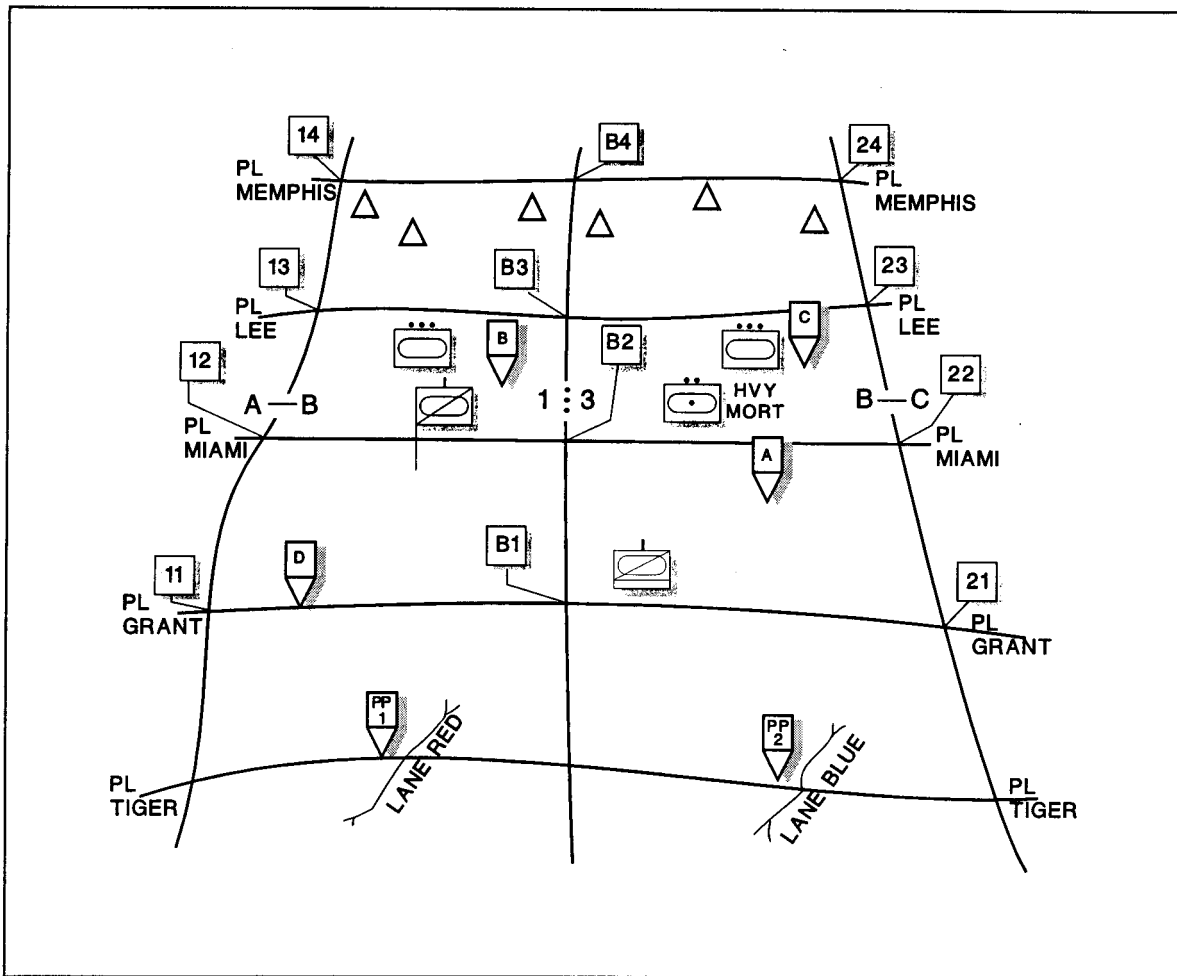 14
B4
24
PL
MEMPHIS
PL
MEMPHIS
13
B3
23
PL
LEE
B
C
PL
LEE
12
B2
22
A B
1 3
HVY
MORT
B C
PL
MIAMI
A
PL
MIAMI
11
D
B1
21
PL
GRANT
PL
GRANT
PP
1
LANE RED
PP
2
LANE BLUE
PL
TIGER
PL
TIGER